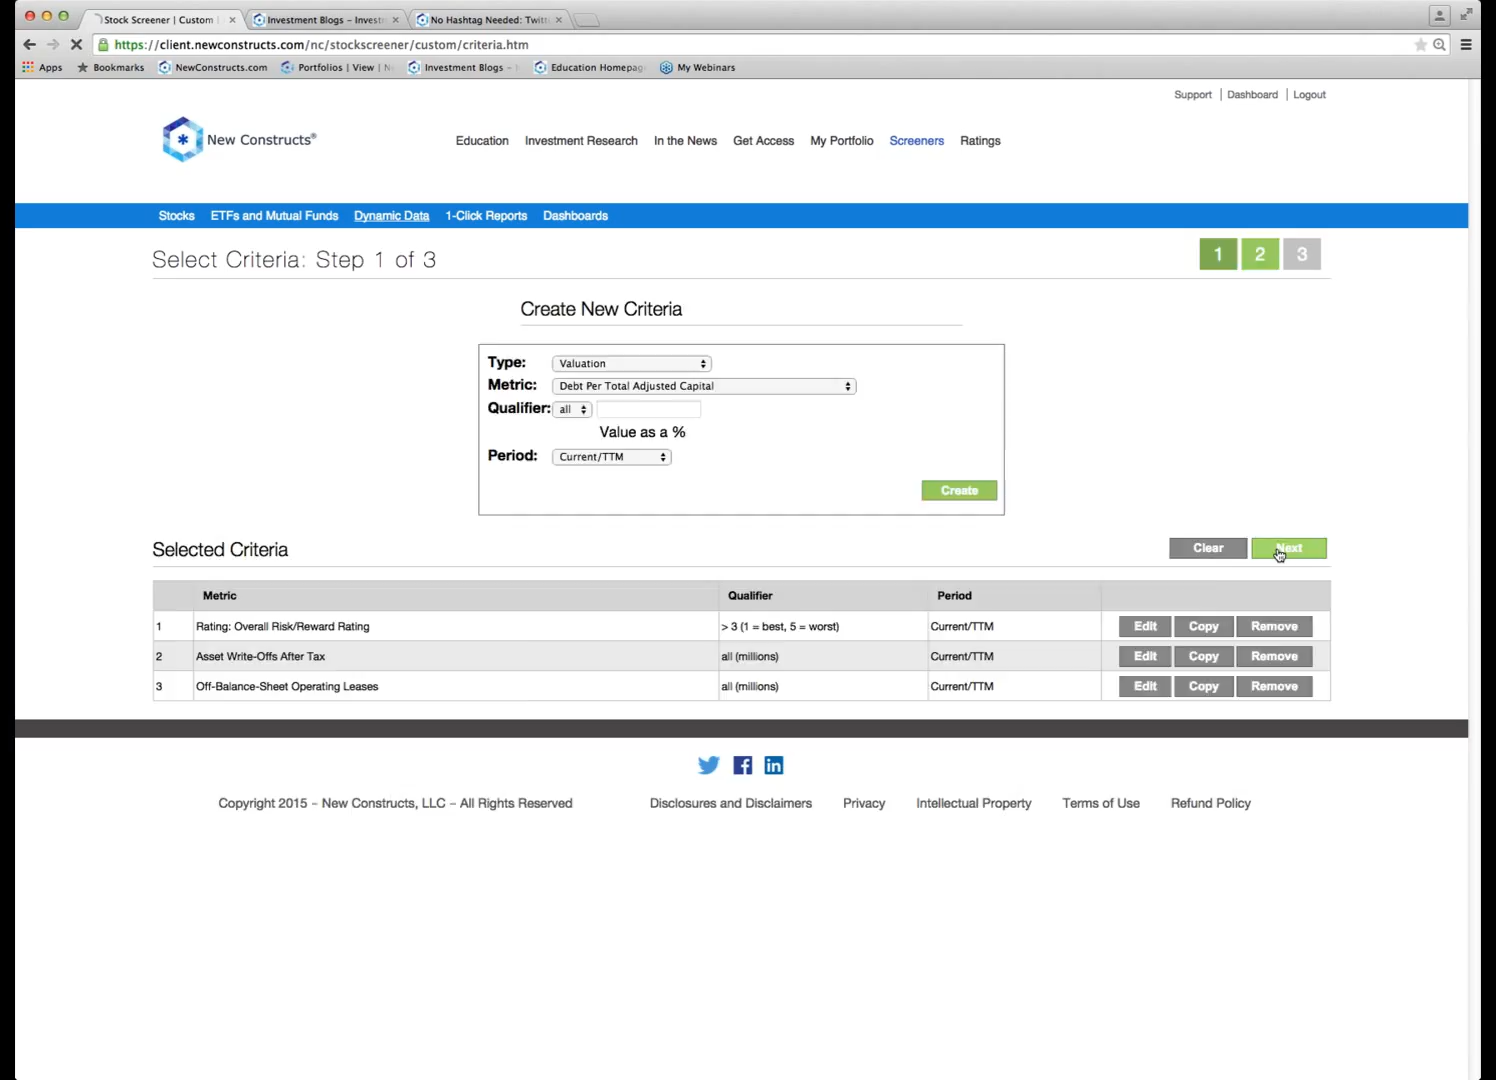 Stock Screener | Custom
Investment Blogs – Invest
No Hashtag Needed: Twitt
https://client.newconstructs.com/nc/stockscreener/custom/criteria.htm
Apps Bookmarks NewConstructs.com Portfolios | View | N Investment Blogs – Education Homepag My Webinars
Support | Dashboard | Logout
New Constructs®
Education Investment Research In the News Get Access My Portfolio Screeners Ratings
Stocks ETFs and Mutual Funds Dynamic Data 1-Click Reports Dashboards
Select Criteria: Step 1 of 3
1 2 3
Create New Criteria
Type: Valuation
Metric: Debt Per Total Adjusted Capital
Qualifier: all
Value as a %
Period: Current/TTM
Create
Selected Criteria
Clear Next
Metric Qualifier Period
1 Rating: Overall Risk/Reward Rating > 3 (1 = best, 5 = worst) Current/TTM Edit Copy Remove
2 Asset Write-Offs After Tax all (millions) Current/TTM Edit Copy Remove
3 Off-Balance-Sheet Operating Leases all (millions) Current/TTM Edit Copy Remove
Copyright 2015 – New Constructs, LLC – All Rights Reserved Disclosures and Disclaimers Privacy Intellectual Property Terms of Use Refund Policy